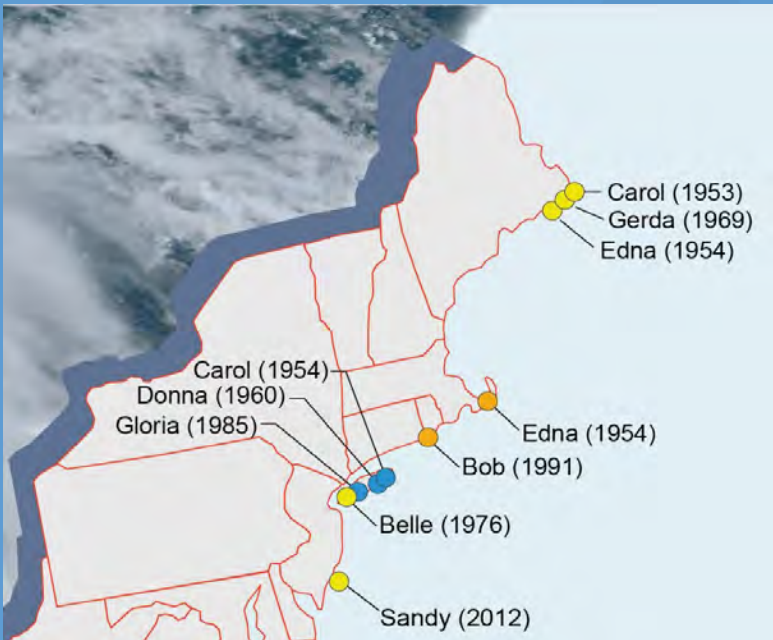 Carol (1953)
Gerda (1969)
Edna (1954)
Carol (1954)
Donna (1960)
Gloria (1985)
Edna (1954)
Bob (1991)
Belle (1976)
Sandy (2012)